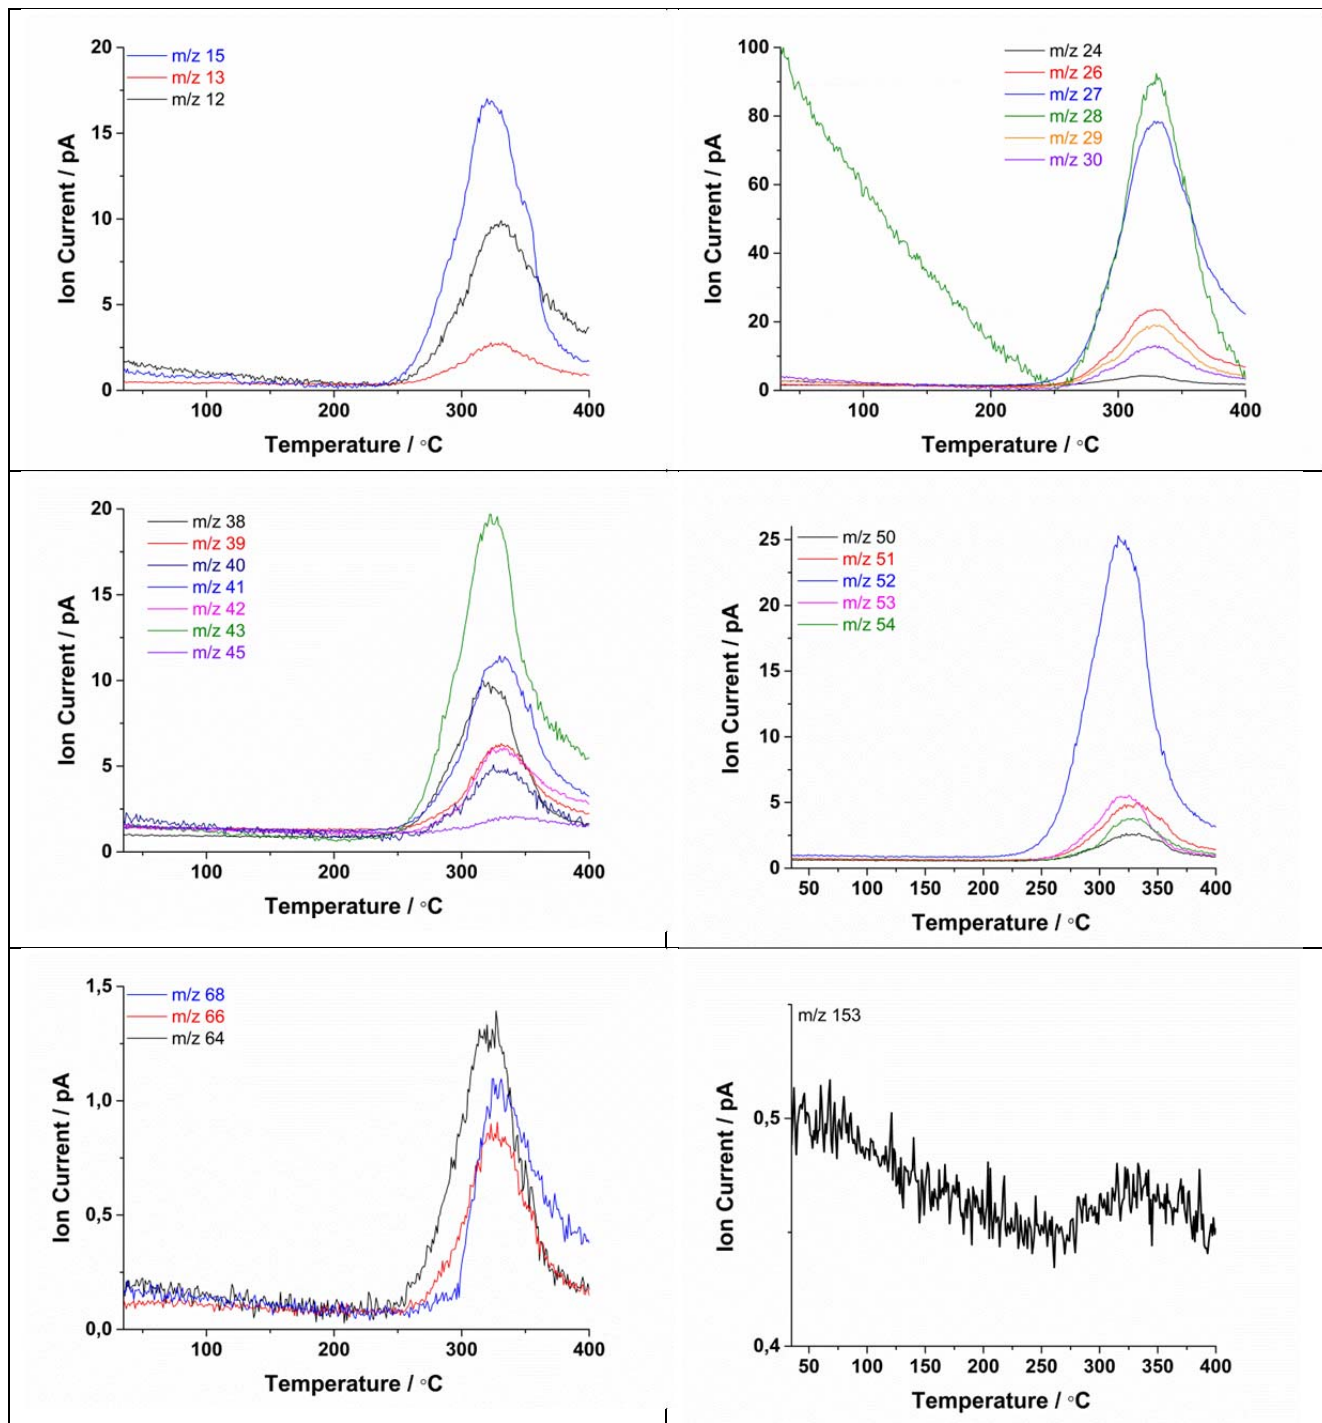 20
15
10
5
0
Ion Current / pA
m/z 15
m/z 13
m/z 12
100
200
300
400
Temperature / °C
100
80
60
40
20
0
Ion Current / pA
m/z 24
m/z 26
m/z 27
m/z 28
m/z 29
m/z 30
100
200
300
400
Temperature / °C
20
15
10
5
0
Ion Current / pA
m/z 38
m/z 39
m/z 40
m/z 41
m/z 42
m/z 43
m/z 45
100
200
300
400
Temperature / °C
25
20
15
10
5
0
Ion Current / pA
m/z 50
m/z 51
m/z 52
m/z 53
m/z 54
50
100
150
200
250
300
350
400
Temperature / °C
1,5
1,0
0,5
0,0
Ion Current / pA
m/z 68
m/z 66
m/z 64
100
200
300
400
Temperature / °C
m/z 153
0,5
0,4
Ion Current / pA
50
100
150
200
250
300
350
400
Temperature / °C